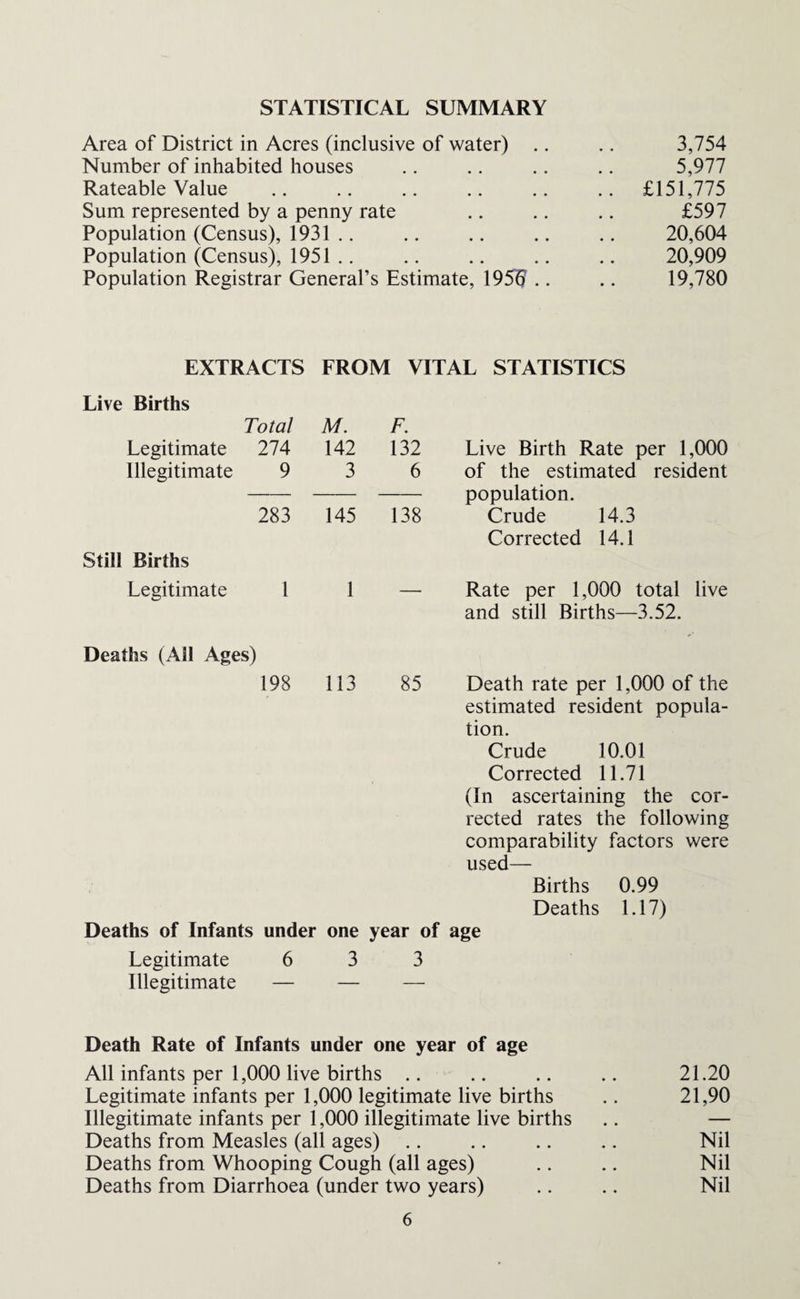 STATISTICAL SUMMARY
Area of District in Acres (inclusive of water) .. .. 3,754
Number of inhabited houses .. .. .. .. 5,977
Rateable Value .. .. .. .. .. .. £151,775
Sum represented by a penny rate .. .. .. £597
Population (Census), 1931 .. .. .. .. .. 20,604
Population (Census), 1951 .. .. .. .. .. 20,909
Population Registrar General's Estimate, .. .. 19,780
EXTRACTS FROM VITAL STATISTICS
Live Births
Total M. F.
Legitimate 274 142 132 Live Birth Rate per 1,000
Illegitimate 9 3 6 of the estimated resident
population.
283 145 138 Crude 14.3
Corrected 14.1
Still Births
Legitimate 1 1 — Rate per 1,000 total live
and still Births—3.52.
Deaths (All Ages)
198 113 85 Death rate per 1,000 of the
estimated resident popula-
tion.
Crude 10.01
Corrected 11.71
(In ascertaining the cor-
rected rates the following
comparability factors were
used—
Births 0.99
Deaths 1.17)
Deaths of Infants under one year of age
Legitimate 6 3 3
Illegitimate — — —
Death Rate of Infants under one year of age
All infants per 1,000 live births .. .. .. .. 21.20
Legitimate infants per 1,000 legitimate live births .. 21,90
Illegitimate infants per 1,000 illegitimate live births .. —
Deaths from Measles (all ages) .. .. .. .. Nil
Deaths from Whooping Cough (all ages) .. .. Nil
Deaths from Diarrhoea (under two years) .. .. Nil
6